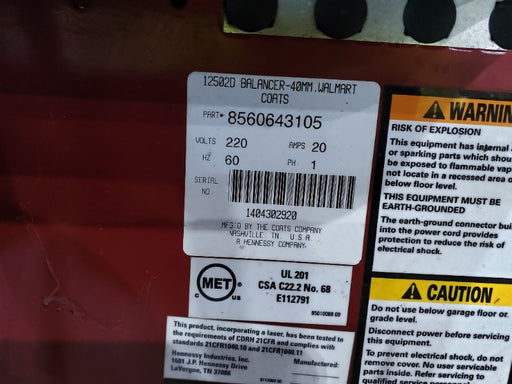 12502D BALANCER-40MM.WALMART
COATS
PART# 8560643105
VOLTS 220 AMPS 20
HZ 60 PH 1
SERIAL
NO
1404302920
MF'D BY THE COATS COMPANY
NASHVILLE, TN. U.S.A
A HENNESSY COMPANY
MET
C US
UL 201
CSA C22.2 No. 68
E112791
85010088 09
This product, incorporating a laser, has been tested to
the requirements of CDRH 21CFR and complies with
standards 21CFR1040.10 and 21CFR1040.11
Hennessy Industries, Inc.
1601 J.P. Hennessy Drive
LaVergne, TN 37086
Manufactured:
WARNIN
RISK OF EXPLOSION
This equipment has internal
or sparking parts which shou
be exposed to flammable vap
not locate in a recessed area o
below floor level.
THIS EQUIPMENT MUST BE
EARTH-GROUNDED
The earth-ground connector bui
into the power cord provides
protection to reduce the risk of
electrical shock.
CAUTION
Do not use below garage floor or
grade level.
Disconnect power before servicing
this equipment.
To prevent electrical shock, do not
remove cover. No user servicable
parts inside. Refer servicing to